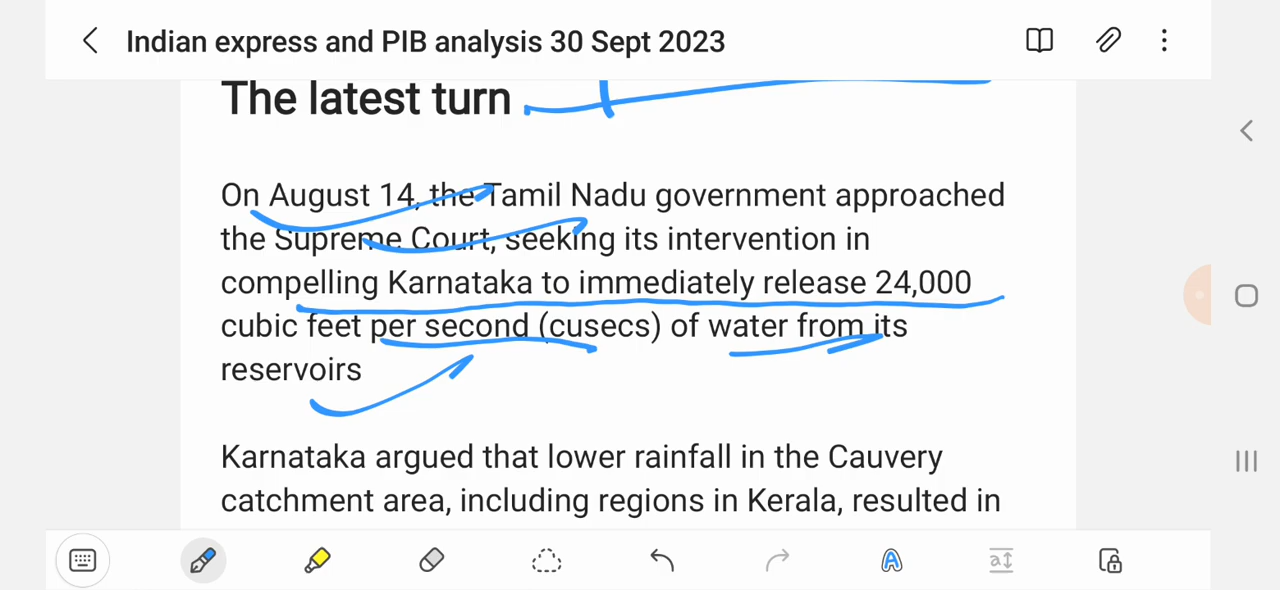 Indian express and PIB analysis 30 Sept 2023
The latest turn
On August 14, the Tamil Nadu government approached
the Supreme Court, seeking its intervention in
compelling Karnataka to immediately release 24,000
cubic feet per second (cusecs) of water from its
reservoirs
Karnataka argued that lower rainfall in the Cauvery
catchment area, including regions in Kerala, resulted in